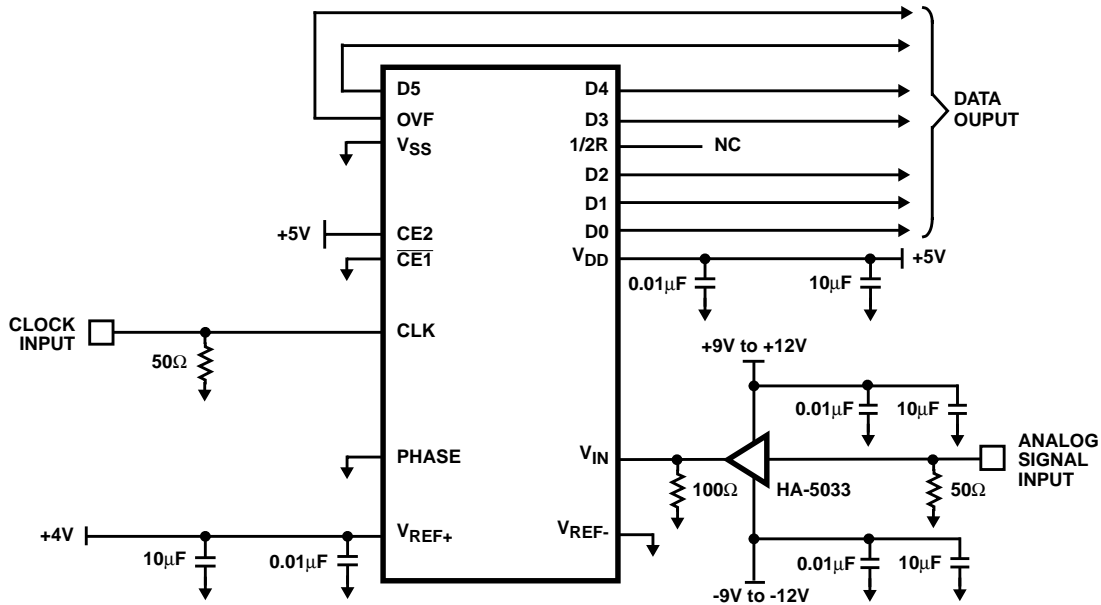 D5
OVF
VSS
CE2
CE1
CLK
PHASE
VREF+
D4
D3
1/2R
D2
D1
D0
VDD
VIN
VREF-
NC
DATA
OUPUT
+5V
+5V
0.01µF
10µF
CLOCK
INPUT
50Ω
+9V to +12V
0.01µF
10µF
ANALOG
SIGNAL
INPUT
100Ω
HA-5033
50Ω
+4V
10µF
0.01µF
0.01µF
10µF
-9V to -12V